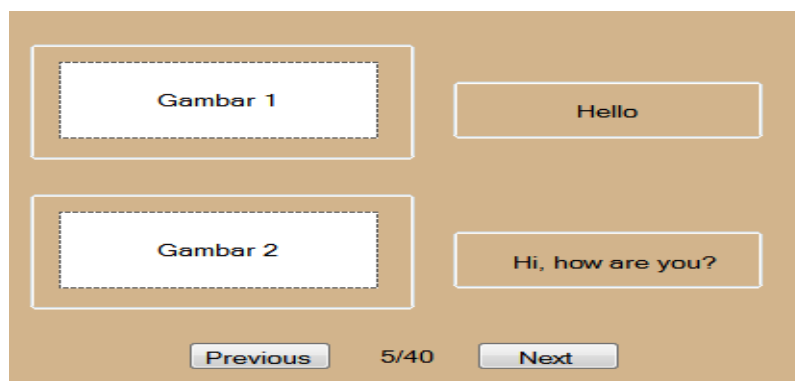 Gambar 1
Hello
Gambar 2
Hi, how are you?
Previous 5/40 Next